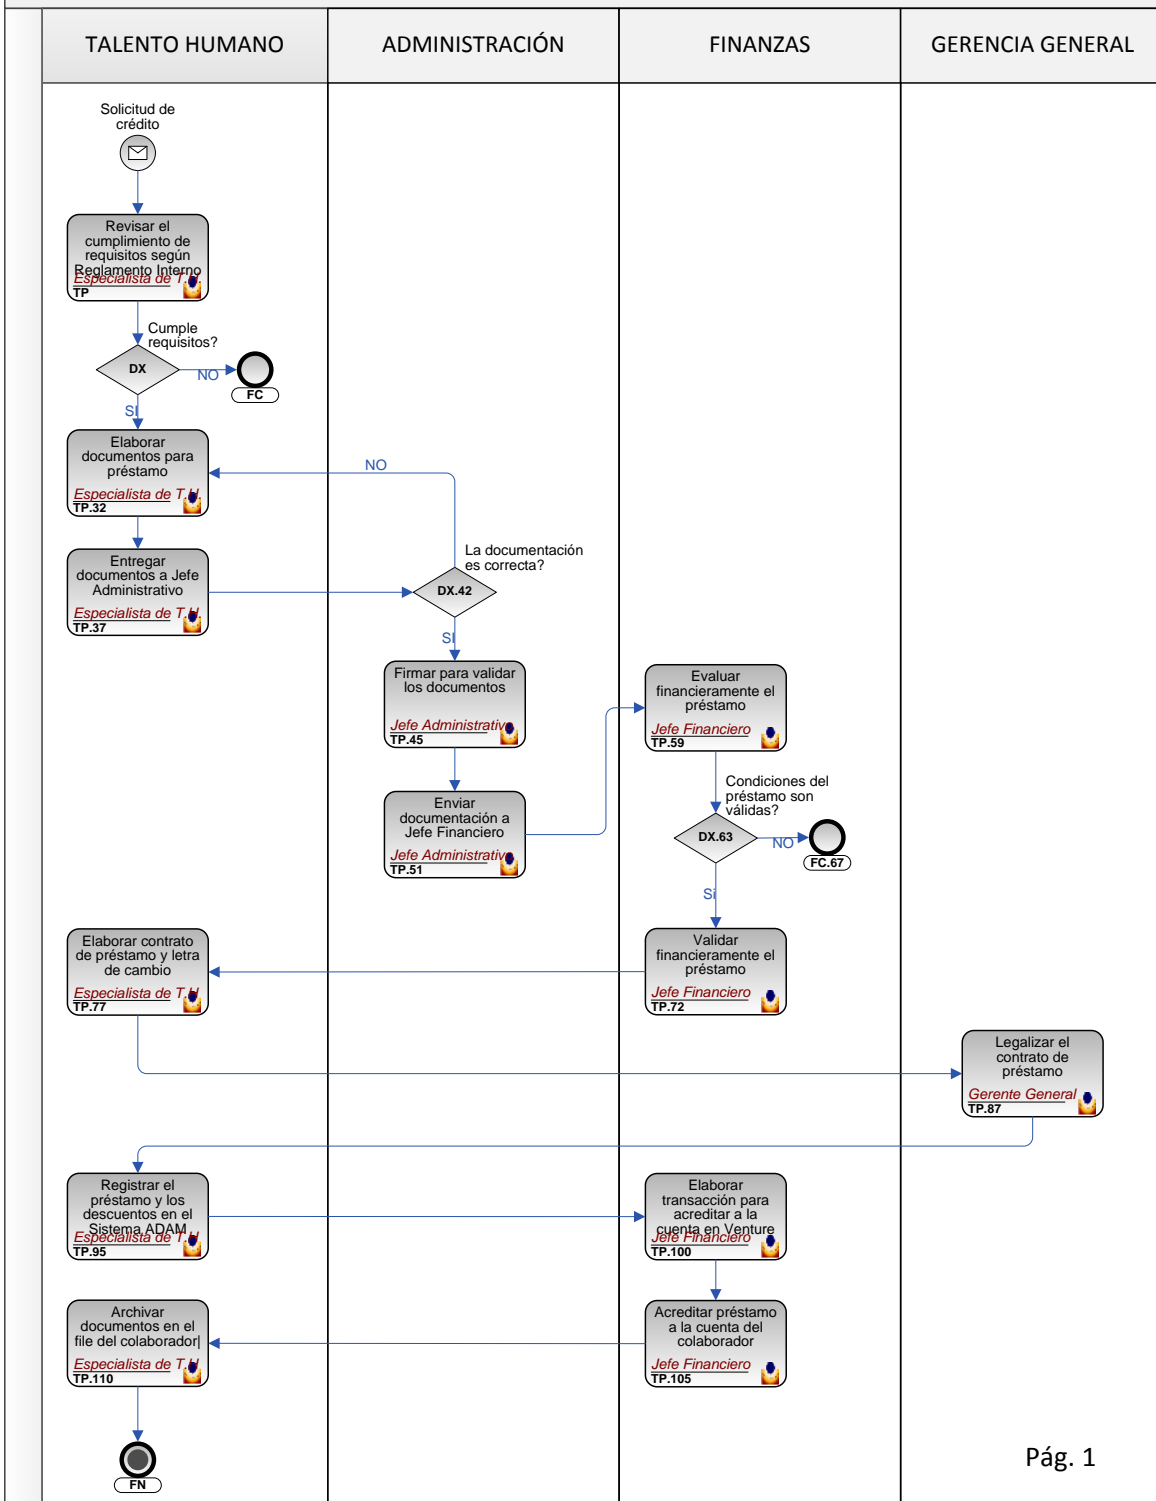 TALENTO HUMANO
ADMINISTRACIÓN
FINANZAS
GERENCIA GENERAL
Solicitud de
crédito
Revisar el
cumplimiento de
requisitos según
Reglamento Interno
Especialista de T.H.
TP
Cumple
requisitos?
DX
NO
FC
SI
Elaborar
documentos para
préstamo
Especialista de T.H.
TP.32
NO
Entregar
documentos a Jefe
Administrativo
Especialista de T.H.
TP.37
La documentación
es correcta?
DX.42
SI
Firmar para validar
los documentos
Jefe Administrativo
TP.45
Enviar
documentación a
Jefe Financiero
Jefe Administrativo
TP.51
Evaluar
financieramente el
préstamo
Jefe Financiero
TP.59
Condiciones del
préstamo son
válidas?
DX.63
NO
FC.67
Si
Validar
financieramente el
préstamo
Jefe Financiero
TP.72
Elaborar contrato
de préstamo y letra
de cambio
Especialista de T.H.
TP.77
Legalizar el
contrato de
préstamo
Gerente General
TP.87
Registrar el
préstamo y los
descuentos en el
Sistema ADAM
Especialista de T.H.
TP.95
Elaborar
transacción para
acreditar a la
cuenta en Venture
Jefe Financiero
TP.100
Acreditar préstamo
a la cuenta del
colaborador
Jefe Financiero
TP.105
Archivar
documentos en el
file del colaborador|
Especialista de T.H.
TP.110
FN
Pág. 1